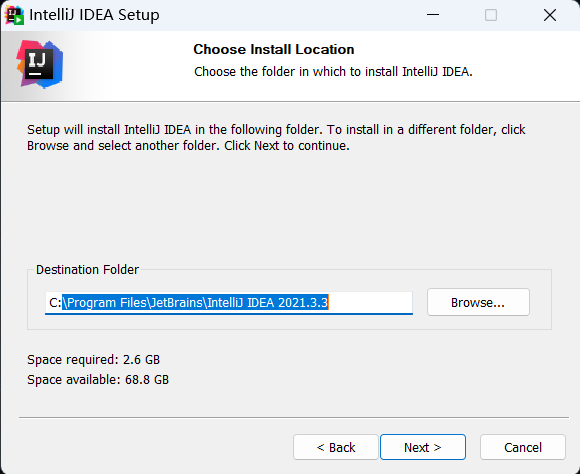 IntelliJ IDEA Setup
IJ
Choose Install Location
Choose the folder in which to install IntelliJ IDEA.
Setup will install IntelliJ IDEA in the following folder. To install in a different folder, click
Browse and select another folder. Click Next to continue.
Destination Folder
C:\Program Files\JetBrains\IntelliJ IDEA 2021.3.3
Browse...
Space required: 2.6 GB
Space available: 68.8 GB
< Back
Next >
Cancel